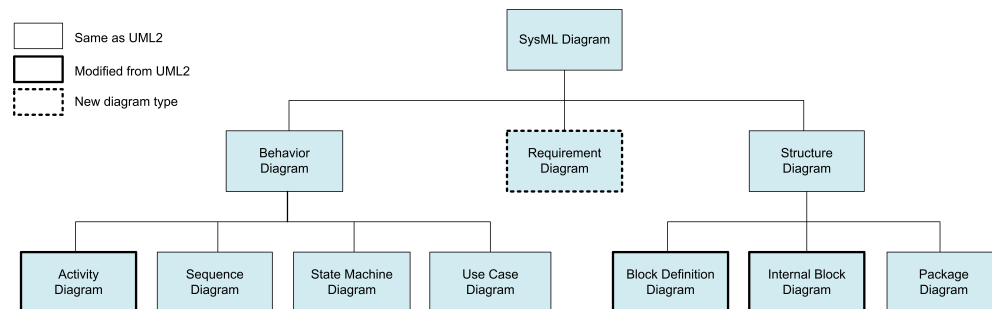 Same as UML2
Modified from UML2
New diagram type
SysML Diagram
Behavior
Diagram
Requirement
Diagram
Structure
Diagram
Activity
Diagram
Sequence
Diagram
State Machine
Diagram
Use Case
Diagram
Block Definition
Diagram
Internal Block
Diagram
Package
Diagram